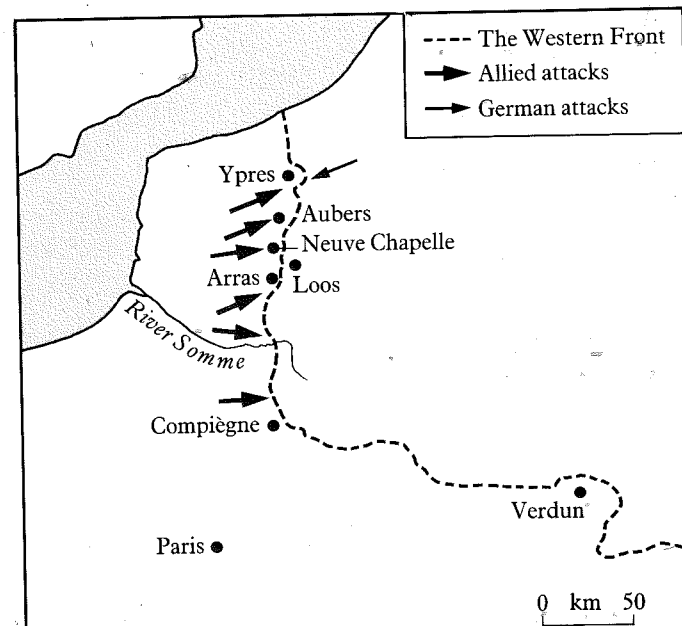 The Western Front
Allied attacks
German attacks
Ypres
Aubers
Neuve Chapelle
Arras
Loos
River Somme
Compiègne
Verdun
Paris
0 km 50